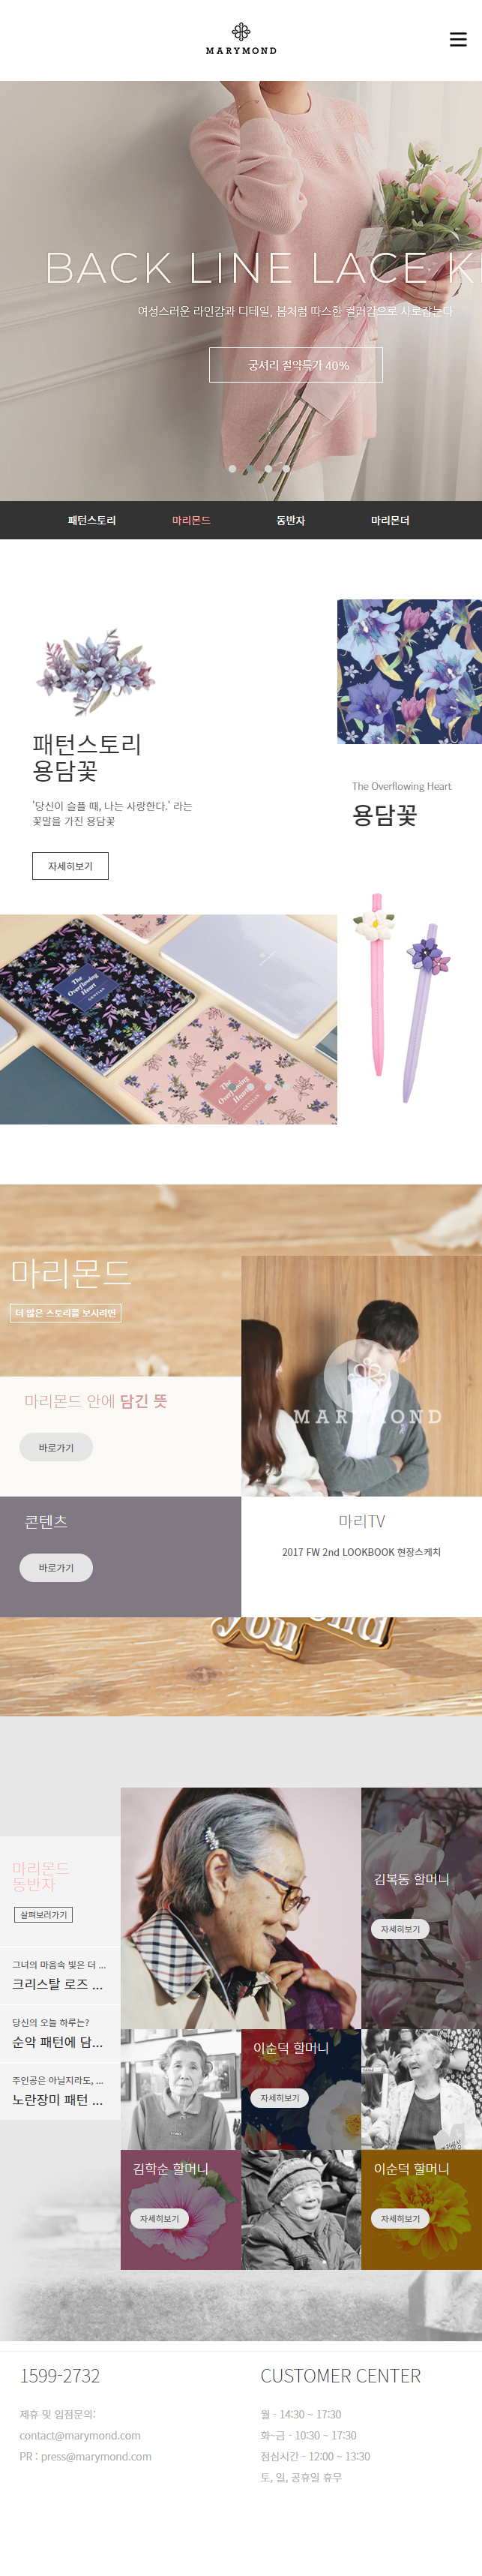 MARYMOND
BACK LINE LACE K
여성스러운 라인감과 디테일, 봄처럼 따스한 컬러감으로 사로잡는다
궁서리 절약특가 40%
패턴스토리
마리몬드
동반자
마리몬더
패턴스토리
용담꽃
'당신이 슬플 때, 나는 사랑한다.' 라는
꽃말을 가진 용담꽃
자세히보기
The Overflowing Heart
용담꽃
The
Overflowing
Heart
GENTIAN
The
Overflowing
Heart
GENTIAN
마리몬드
더 많은 스토리를 보시려면
마리몬드 안에 담긴 뜻
바로가기
MARYMOND
콘텐츠
바로가기
마리TV
2017 FW 2nd LOOKBOOK 현장스케치
you
마리몬드
동반자
살펴보러가기
그녀의 마음속 빛은 더 ...
크리스탈 로즈 ...
당신의 오늘 하루는?
순악 패턴에 담...
주인공은 아닐지라도, ...
노란장미 패턴 ...
김복동 할머니
자세히보기
이순덕 할머니
자세히보기
김학순 할머니
자세히보기
이순덕 할머니
자세히보기
1599-2732
제휴 및 입점문의:
contact@marymond.com
PR : press@marymond.com
CUSTOMER CENTER
월 - 14:30 ~ 17:30
화~금 - 10:30 ~ 17:30
점심시간 - 12:00 ~ 13:30
토, 일, 공휴일 휴무